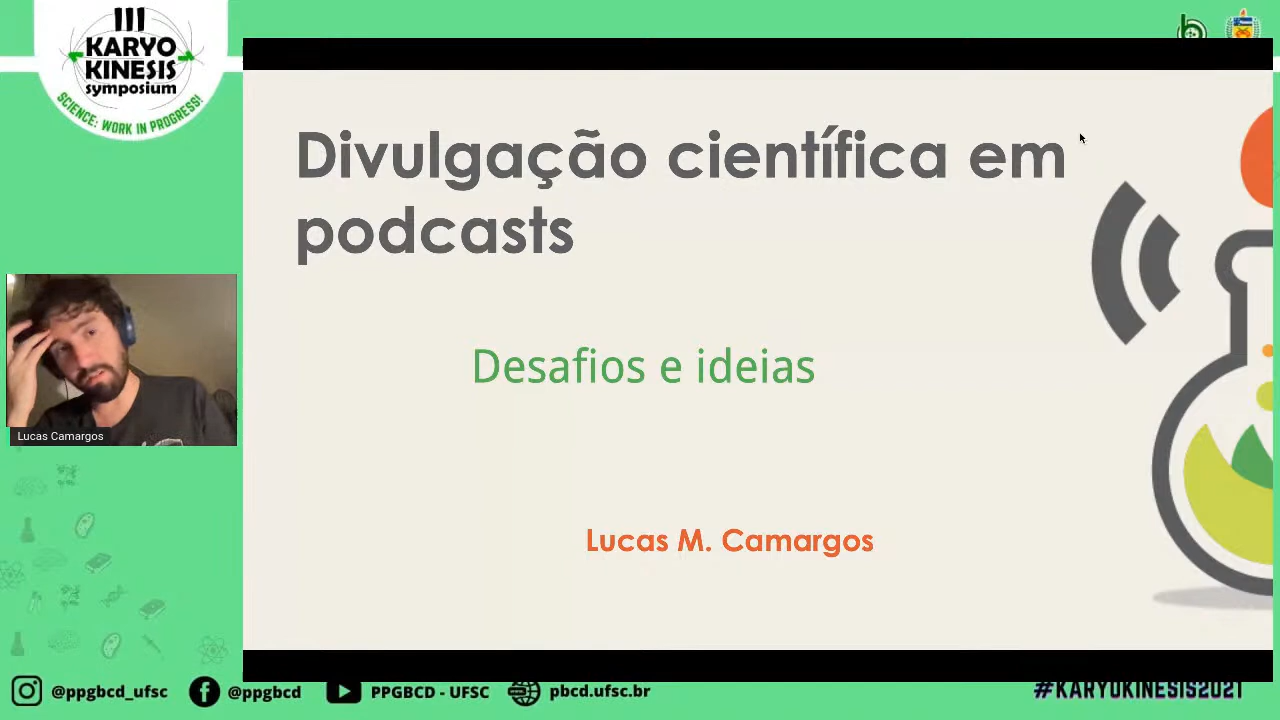 III
KARYO
KINESIS
symposium
SCIENCE: WORK IN PROGRESS!
Divulgação científica em
podcasts
Desafios e ideias
Lucas M. Camargos
Lucas Camargos
@ppgbcd_ufsc
@ppgbcd
PPGBCD - UFSC
pbcd.ufsc.br
#KARYOKINESIS2021